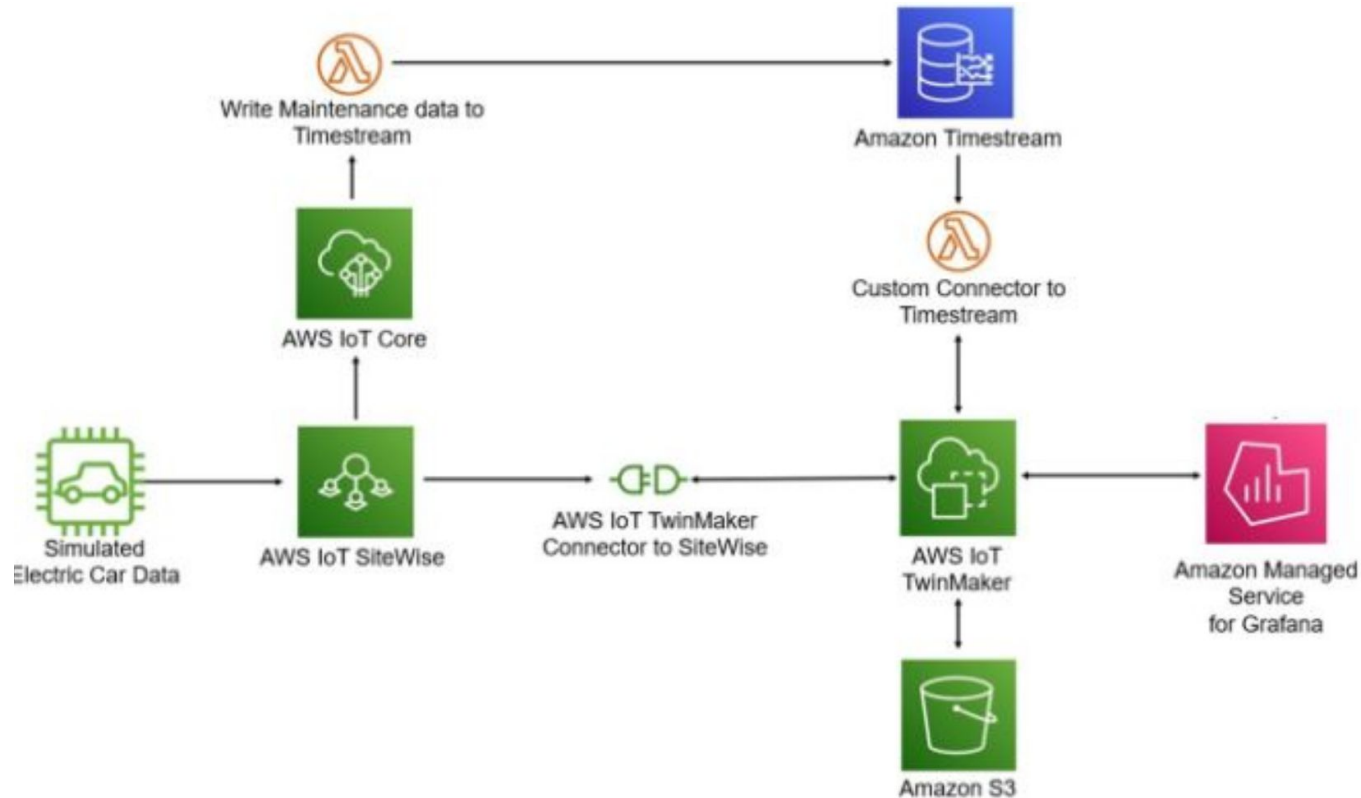 Write Maintenance data to
Timestream
Amazon Timestream
Custom Connector to
Timestream
AWS IoT Core
Simulated
Electric Car Data
AWS IoT SiteWise
AWS IoT TwinMaker
Connector to SiteWise
AWS IoT
TwinMaker
Amazon Managed
Service
for Grafana
Amazon S3